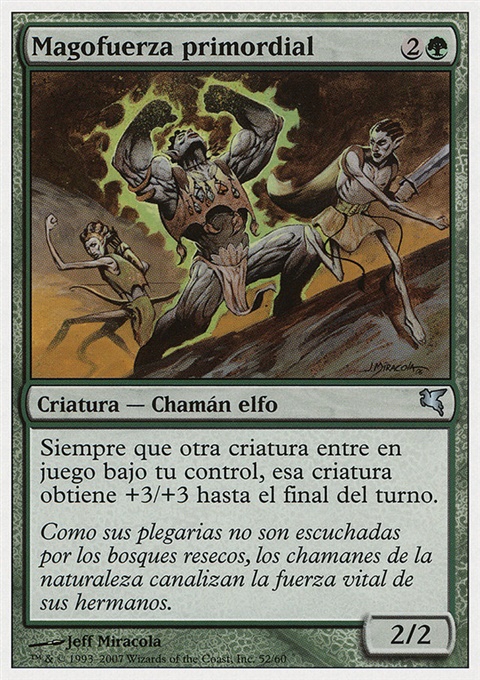 Magofuerza primordial 2
J. MIRACOLA
Criatura — Chamán elfo
Siempre que otra criatura entre en
juego bajo tu control, esa criatura
obtiene +3/+3 hasta el final del turno.
Como sus plegarias no son escuchadas
por los bosques resecos, los chamanes de la
naturaleza canalizan la fuerza vital de
sus hermanos.
Jeff Miracola
2/2
™ & © 1993–2007 Wizards of the Coast, Inc. 52/60